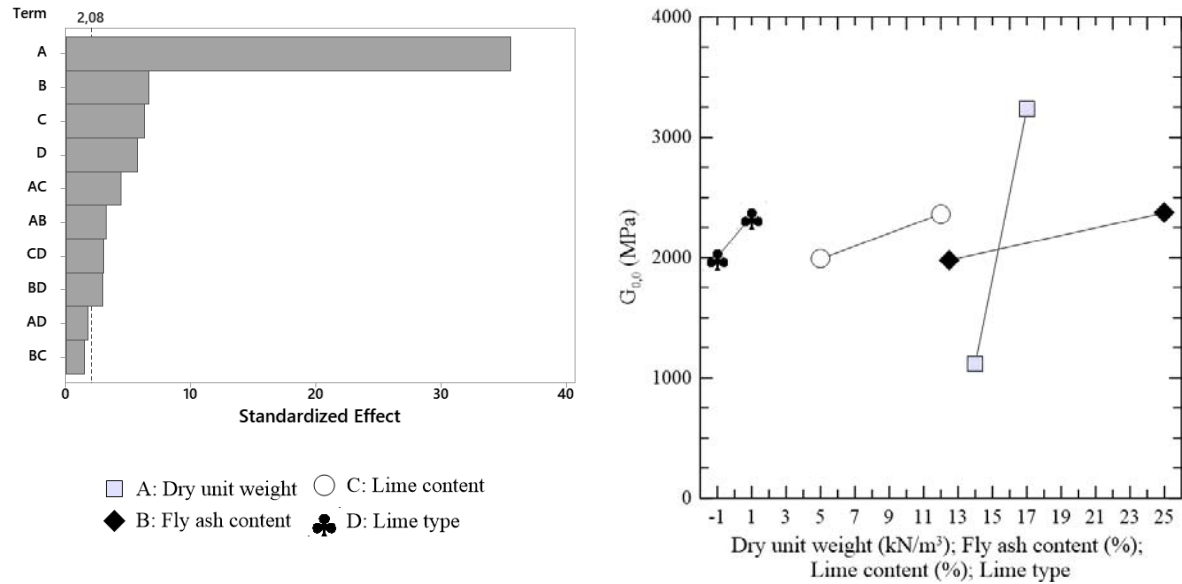 Term
2,08
A
B
C
D
AC
AB
CD
BD
AD
BC
0 10 20 30 40
Standardized Effect
A: Dry unit weight
C: Lime content
B: Fly ash content
D: Lime type
4000
3000
2000
1000
0
G0,0 (MPa)
-1 1 3 5 7 9 11 13 15 17 19 21 23 25
Dry unit weight (kN/m³); Fly ash content (%);
Lime content (%); Lime type